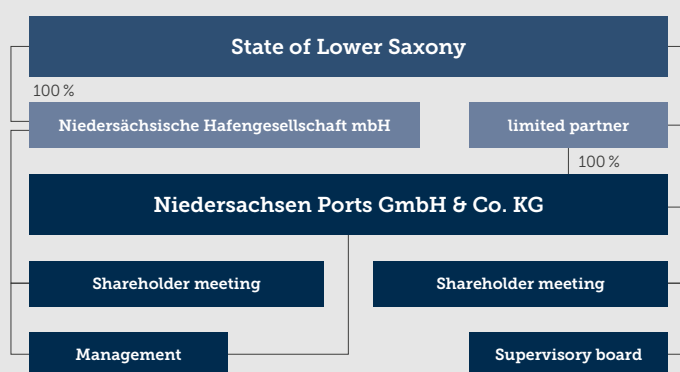 State of Lower Saxony
100 %
Niedersächsische Hafengesellschaft mbH
limited partner
100 %
Niedersachsen Ports GmbH & Co. KG
Shareholder meeting
Shareholder meeting
Management
Supervisory board